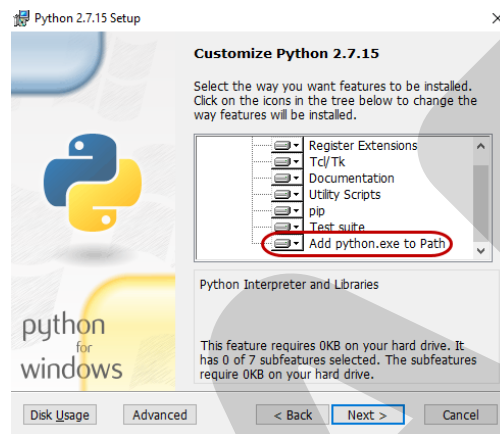 Python 2.7.15 Setup
Customize Python 2.7.15
Select the way you want features to be installed.
Click on the icons in the tree below to change the
way features will be installed.
Register Extensions
Tcl/Tk
Documentation
Utility Scripts
pip
Test suite
Add python.exe to Path
Python Interpreter and Libraries
This feature requires 0KB on your hard drive. It
has 0 of 7 subfeatures selected. The subfeatures
require 0KB on your hard drive.
python
for
windows
Disk Usage
Advanced
< Back
Next >
Cancel